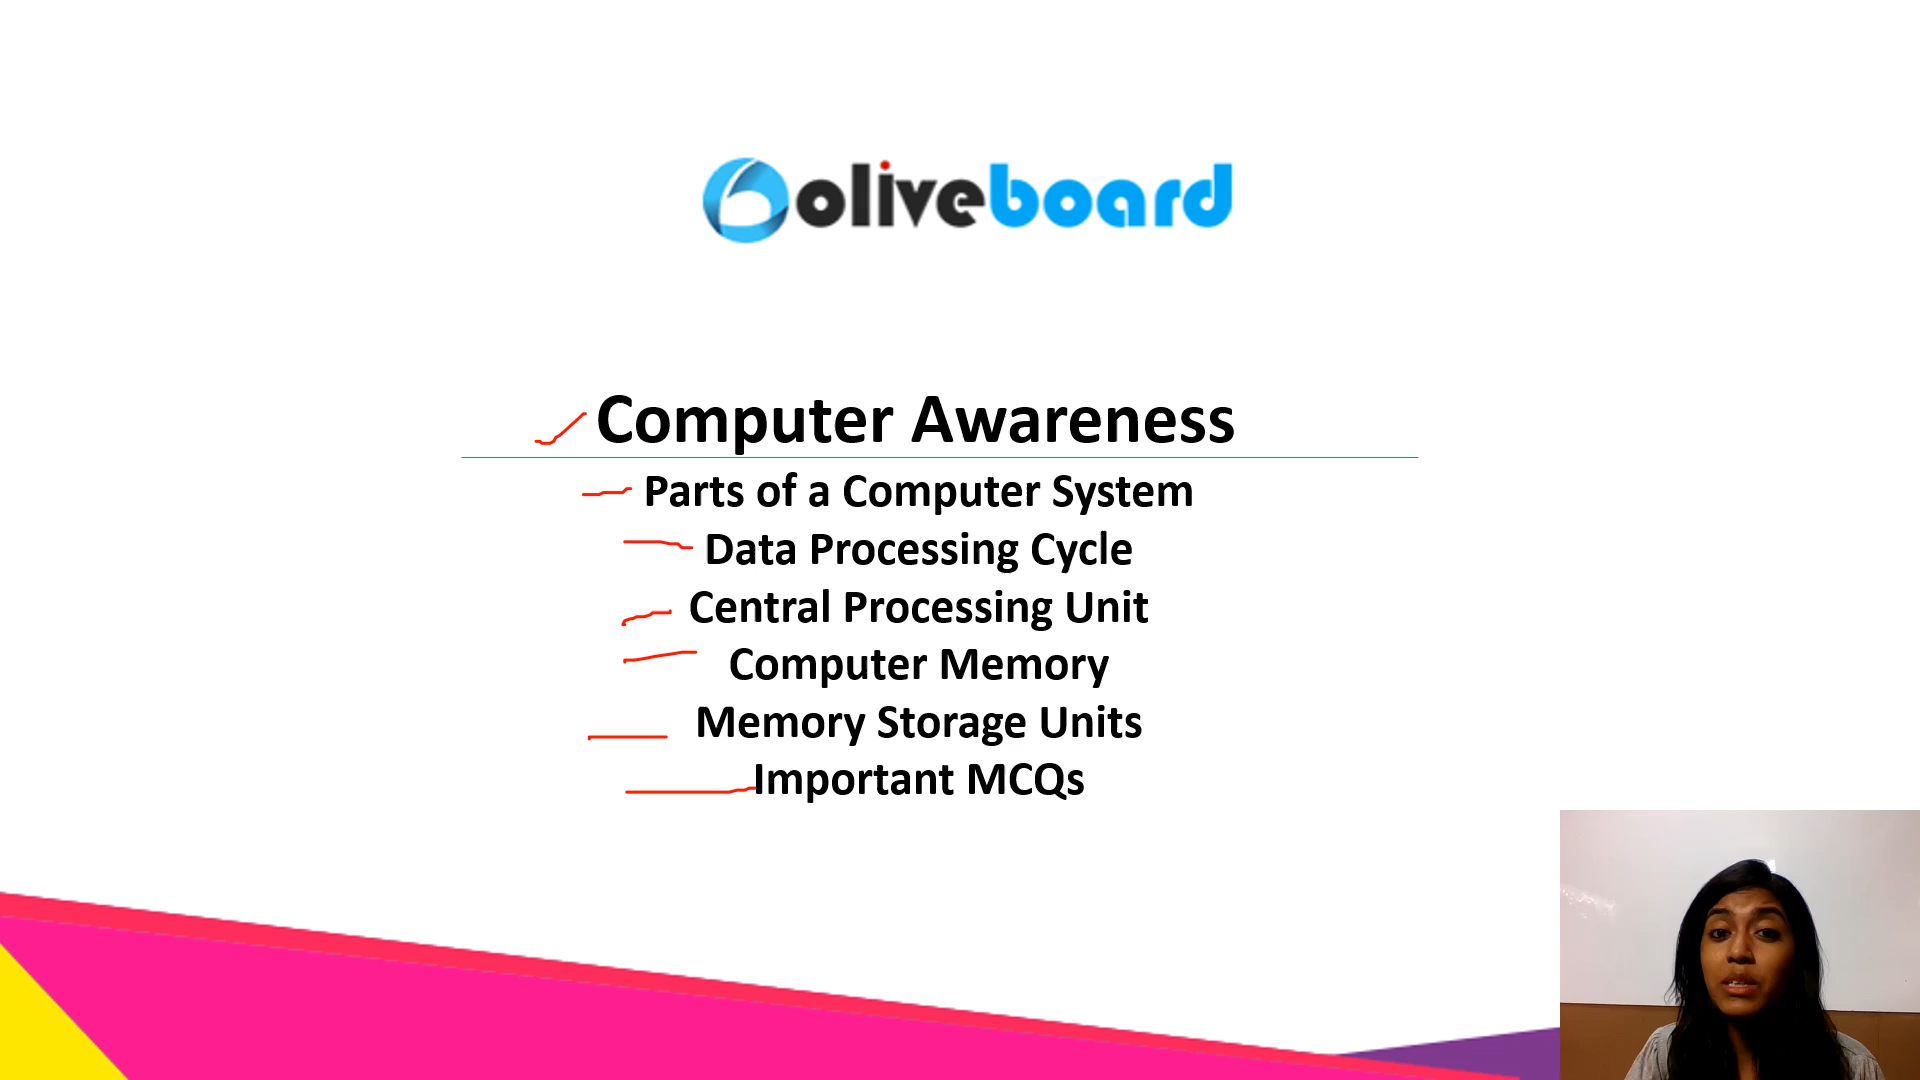 oliveboard
Computer Awareness
Parts of a Computer System
Data Processing Cycle
Central Processing Unit
Computer Memory
Memory Storage Units
Important MCQs